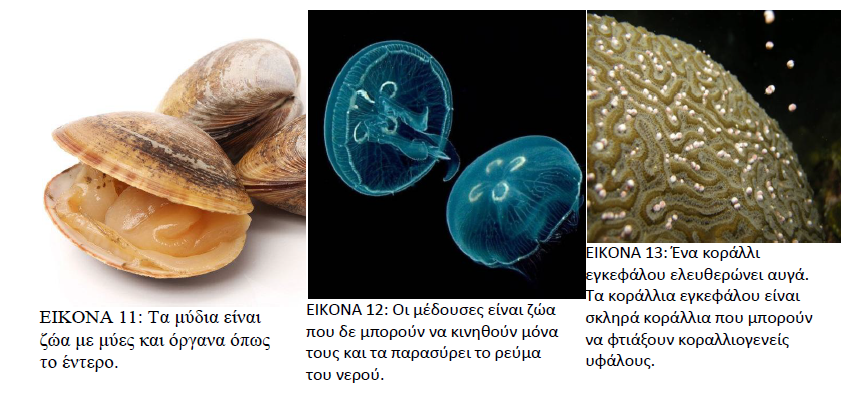 ΕΙΚΟΝΑ 11: Τα μύδια είναι
ζώα με μύες και όργανα όπως
το έντερο.
ΕΙΚΟΝΑ 12: Οι μέδουσες είναι ζώα
που δε μπορούν να κινηθούν μόνα
τους και τα παρασύρει το ρεύμα
του νερού.
ΕΙΚΟΝΑ 13: Ένα κοράλλι
εγκεφάλου ελευθερώνει αυγά.
Τα κοράλλια εγκεφάλου είναι
σκληρά κοράλλια που μπορούν
να φτιάξουν κοραλλιογενείς
υφάλους.